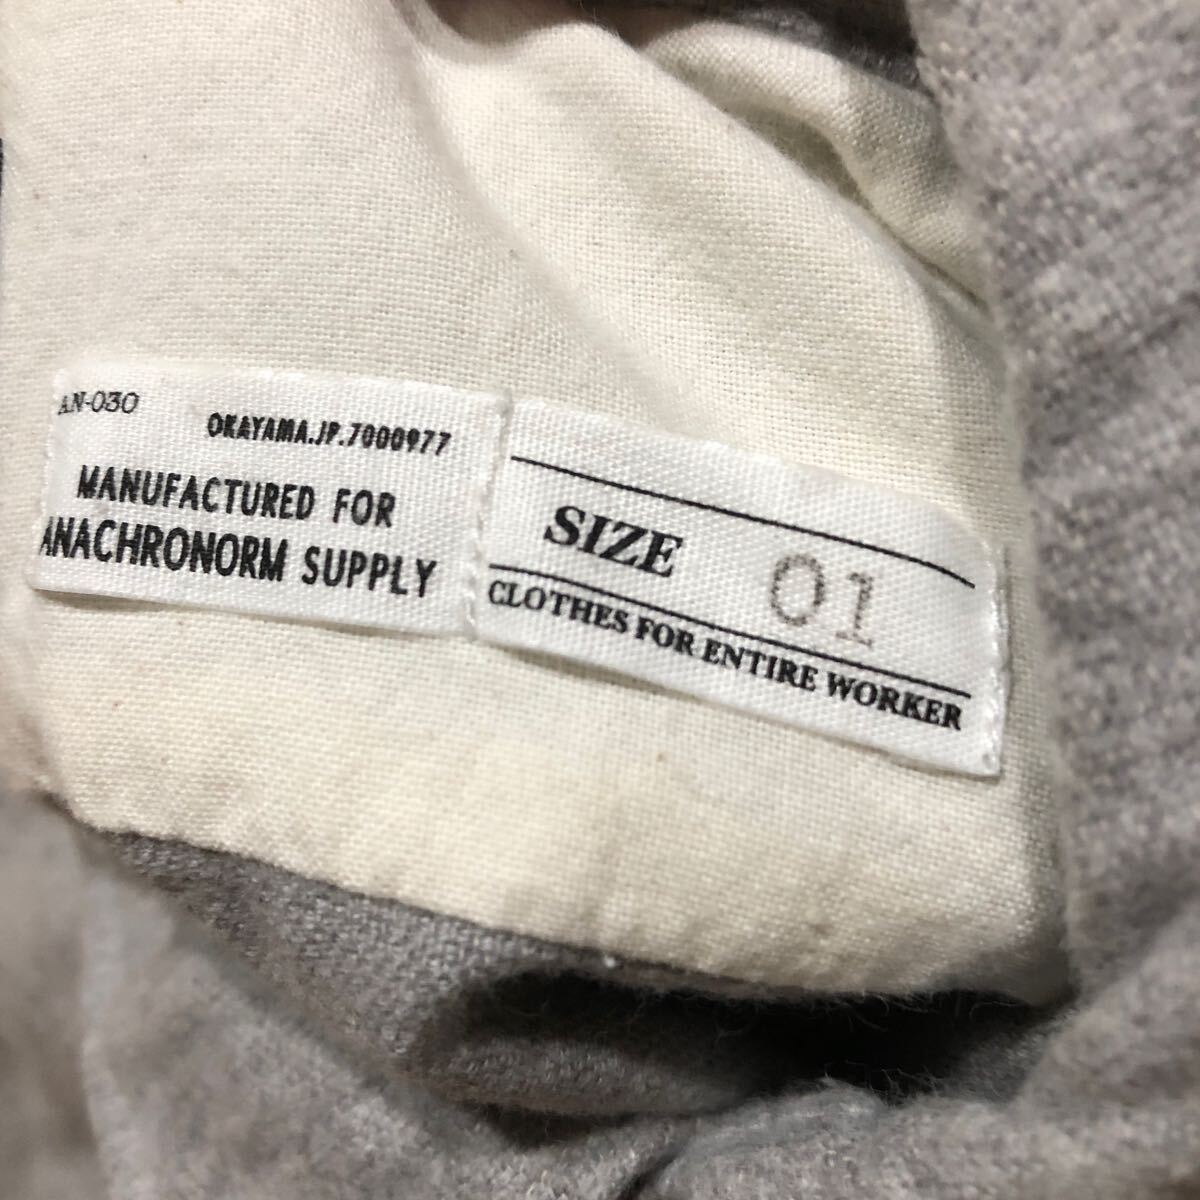 AN-030
OKAYAMA.JP.7000977
MANUFACTURED FOR
ANACHRONORM SUPPLY
SIZE 01
CLOTHES FOR ENTIRE WORKER